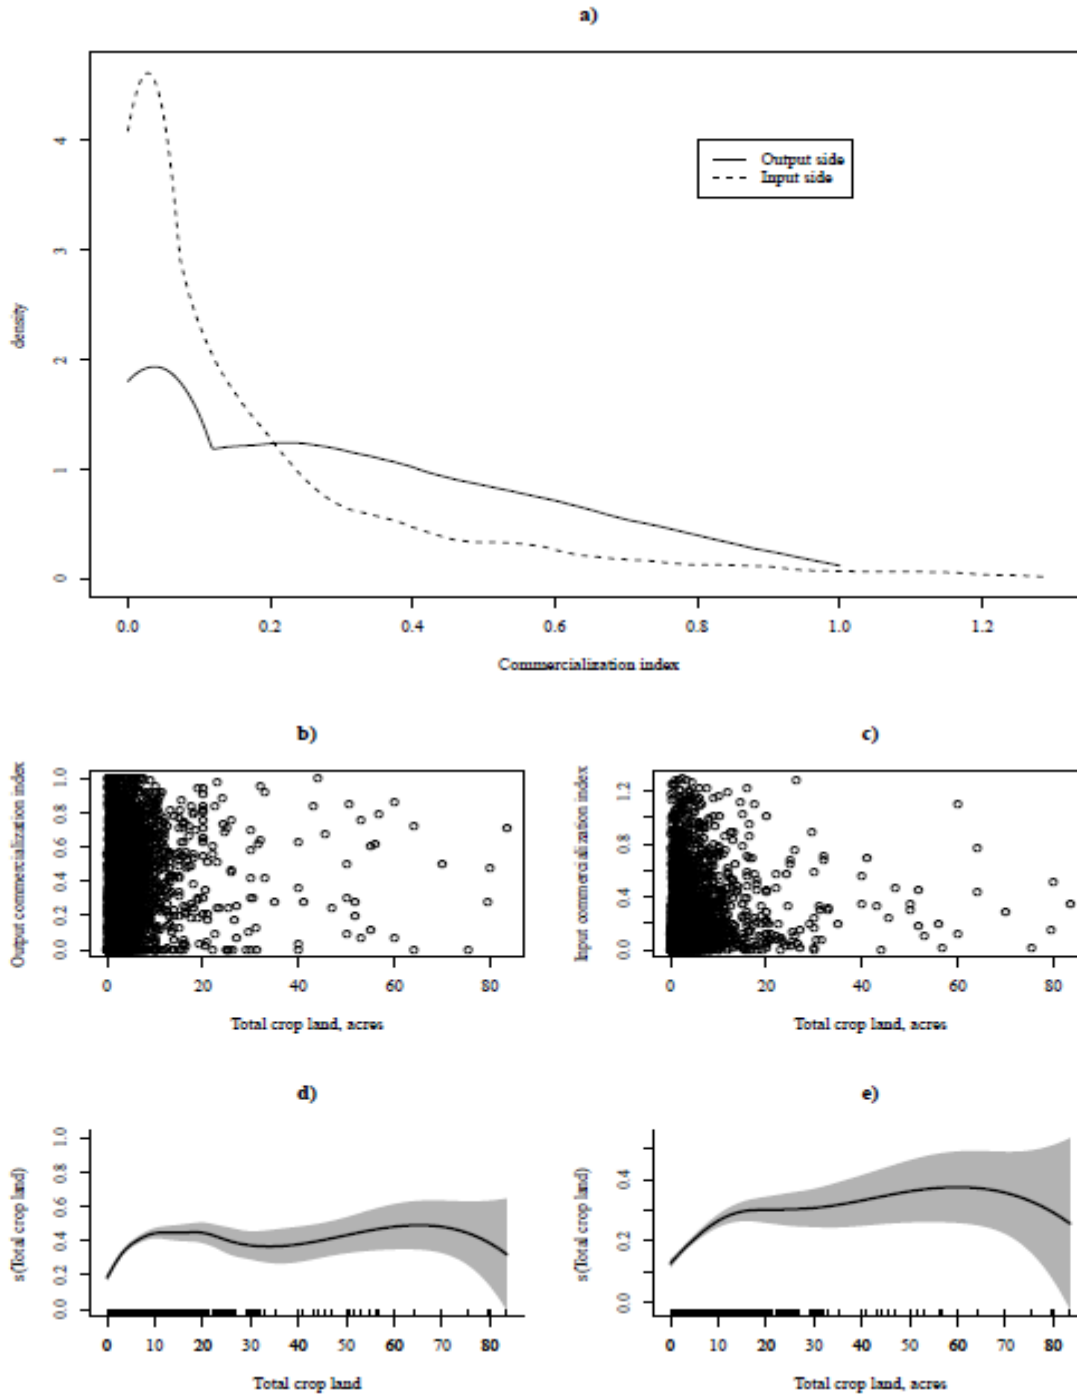 a)
density
4
3
2
1
0
Output side
Input side
0.0 0.2 0.4 0.6 0.8 1.0 1.2
Commercialization index
b)
Output commercialization index
0.0 0.2 0.4 0.6 0.8 1.0
0 20 40 60 80
Total crop land, acres
c)
Input commercialization index
0.0 0.4 0.8 1.2
0 20 40 60 80
Total crop land, acres
d)
s(Total crop land)
0.0 0.2 0.4 0.6 0.8 1.0
0 10 20 30 40 50 60 70 80
Total crop land
e)
s(Total crop land)
0.0 0.2 0.4
0 10 20 30 40 50 60 70 80
Total crop land, acres